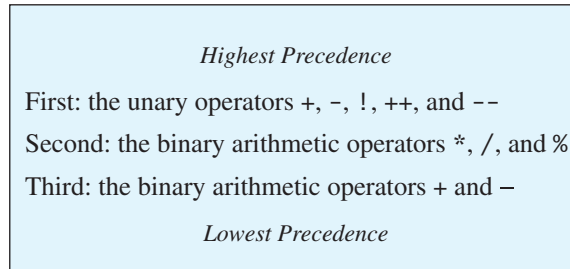 Highest Precedence
First: the unary operators +, -, !, ++, and --
Second: the binary arithmetic operators *, /, and %
Third: the binary arithmetic operators + and −
Lowest Precedence